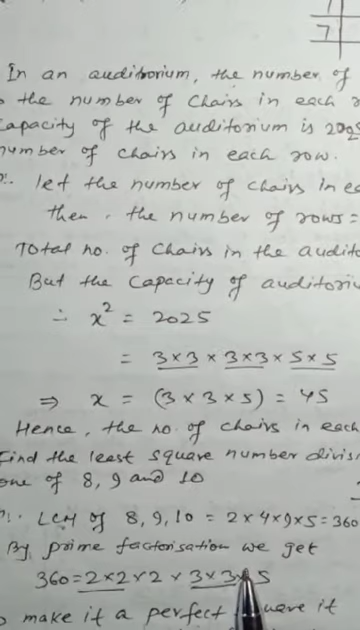 7
In an auditorium, the number of
the number of chairs in each
capacity of the auditorium is 2025
number of chairs in each row.
let the number of chairs in
then, the number of rows =
Total no. of chairs in the
But the capacity of
∴ x² = 2025
= 3×3 × 3×3 × 5×5
⇒ x = (3×3×5) = 45
Hence, the no. of chairs in each
Find the least square number
one of 8, 9 and 10
LCM of 8, 9, 10 = 2×4×9×5=360
By prime factorisation we get
360 = 2×2×2 × 3×3×5
make it a perfect it